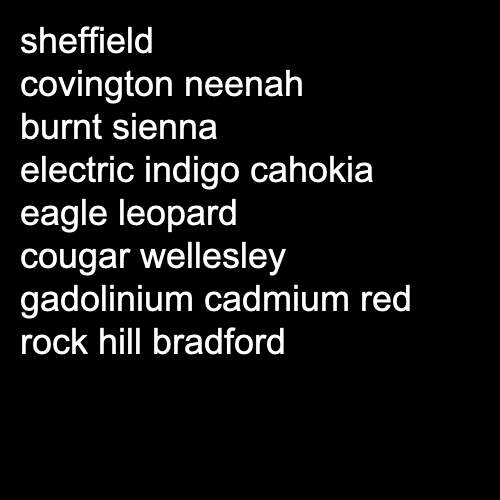 sheffield
covington neenah
burnt sienna
electric indigo cahokia
eagle leopard
cougar wellesley
gadolinium cadmium red
rock hill bradford